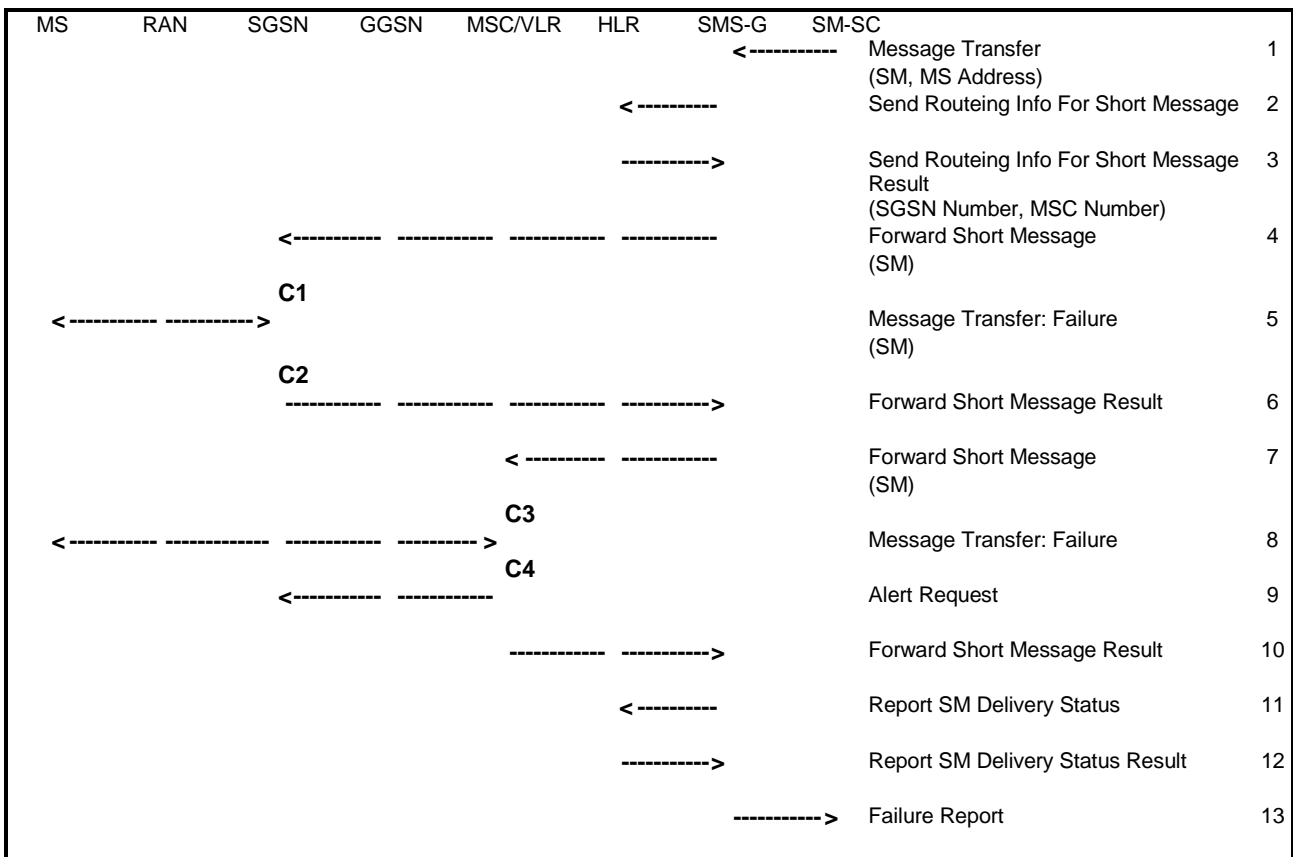 MS RAN SGSN GGSN MSC/VLR HLR SMS-G SM-SC
Message Transfer 1
(SM, MS Address)
Send Routeing Info For Short Message 2
Send Routeing Info For Short Message 3
Result
(SGSN Number, MSC Number)
Forward Short Message 4
(SM)
C1
Message Transfer: Failure 5
(SM)
C2
Forward Short Message Result 6
Forward Short Message 7
(SM)
C3
Message Transfer: Failure 8
C4
Alert Request 9
Forward Short Message Result 10
Report SM Delivery Status 11
Report SM Delivery Status Result 12
Failure Report 13